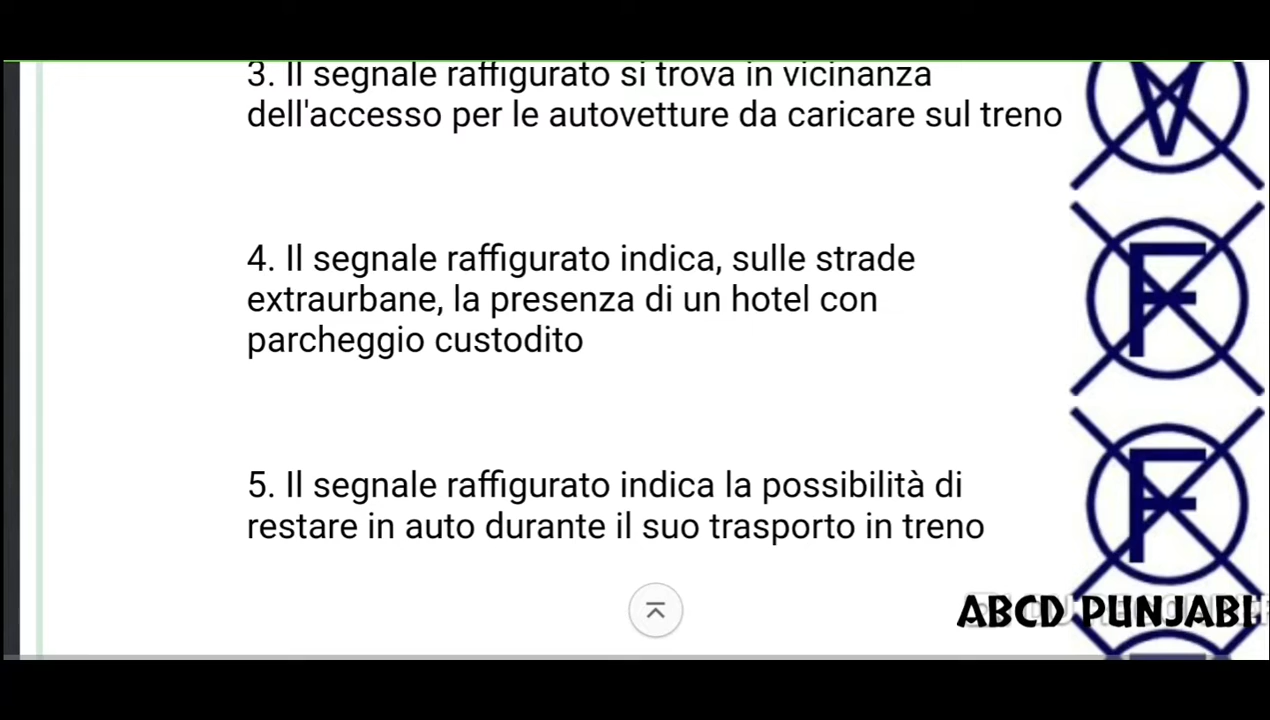 3. Il segnale raffigurato si trova in vicinanza
dell'accesso per le autovetture da caricare sul treno
V
4. Il segnale raffigurato indica, sulle strade
extraurbane, la presenza di un hotel con
parcheggio custodito
F
5. Il segnale raffigurato indica la possibilità di
restare in auto durante il suo trasporto in treno
F
ABCD PUNJABI